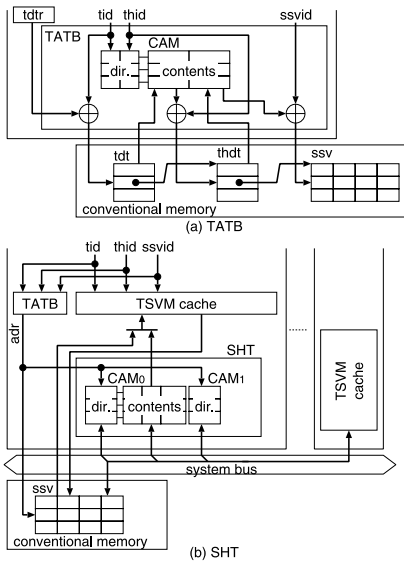 tdtr
tid thid ssvid
TATB
CAM
dir. contents
tdt thdt ssv
conventional memory
(a) TATB
tid thid ssvid
TATB TSVM cache
adr
SHT
CAM0 CAM1
dir. contents dir.
TSVM cache
system bus
ssv
conventional memory
(b) SHT